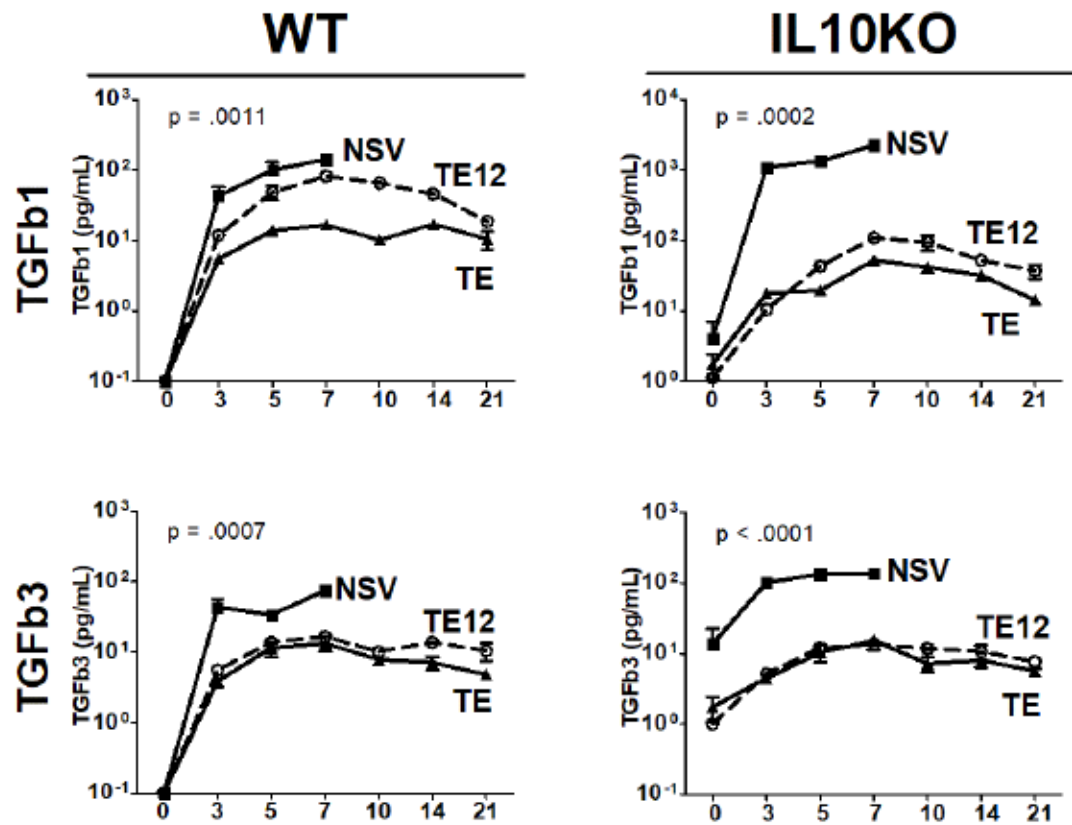 WT
IL10KO
TGFb1
TGFb1 (pg/mL)
10³
10²
10¹
10⁰
10⁻¹
p = .0011
NSV
TE12
TE
0 3 5 7 10 14 21
TGFb1 (pg/mL)
10⁴
10³
10²
10¹
10⁰
p = .0002
NSV
TE12
TE
0 3 5 7 10 14 21
TGFb3
TGFb3 (pg/mL)
10³
10²
10¹
10⁰
10⁻¹
p = .0007
NSV
TE12
TE
0 3 5 7 10 14 21
TGFb3 (pg/mL)
10³
10²
10¹
10⁰
10⁻¹
p < .0001
NSV
TE12
TE
0 3 5 7 10 14 21